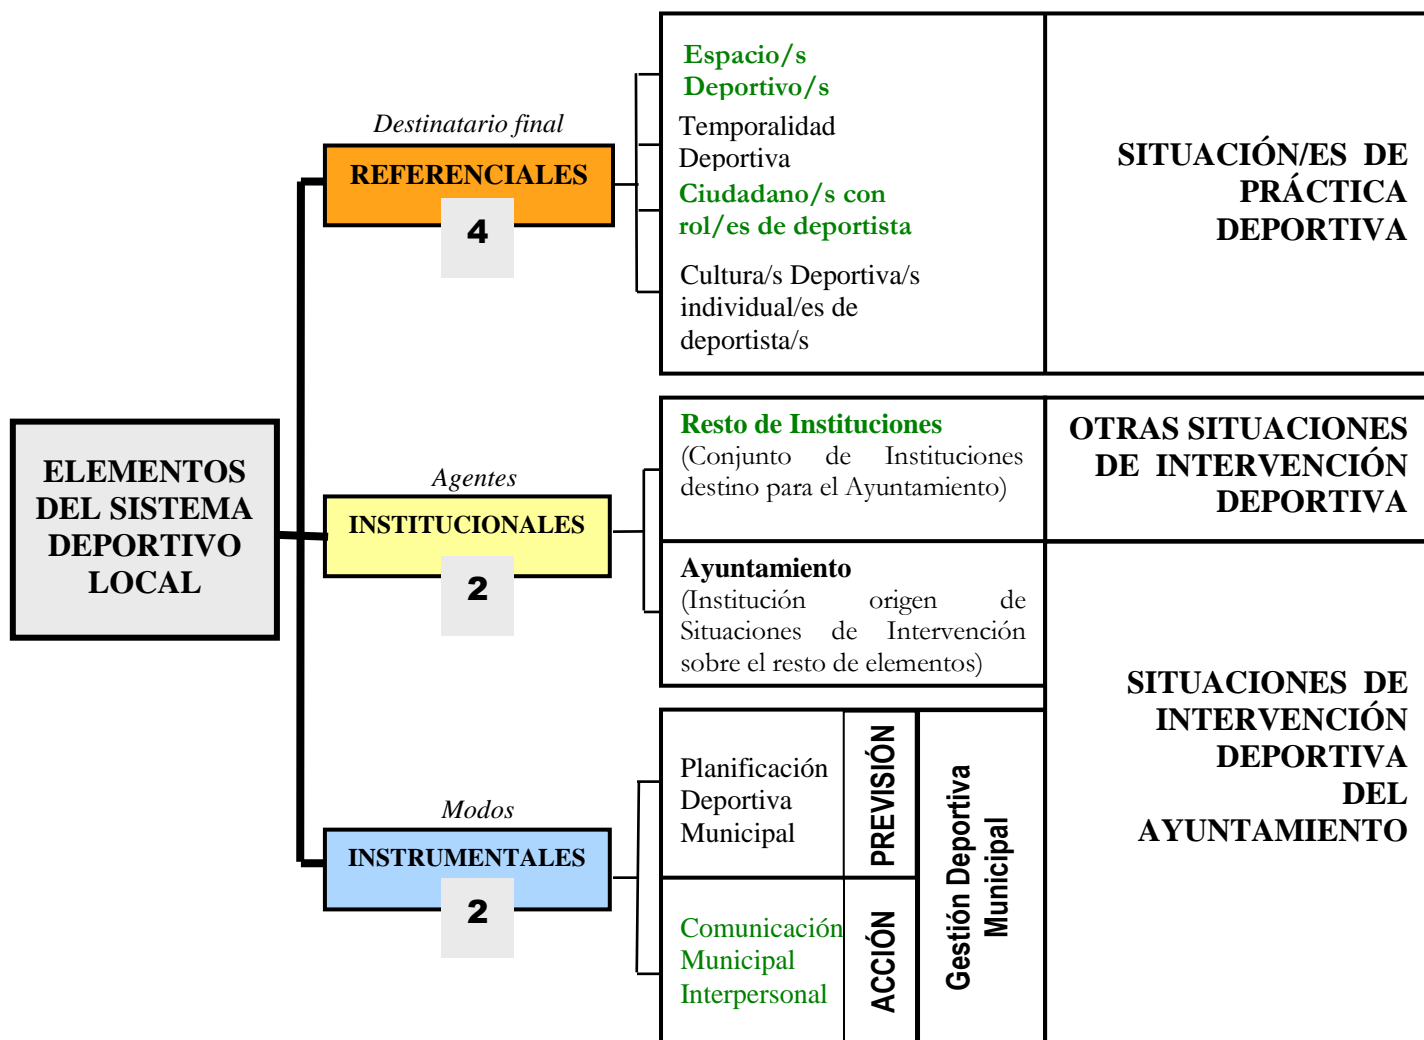 ELEMENTOS
DEL SISTEMA
DEPORTIVO
LOCAL
Destinatario final
REFERENCIALES
4
Espacio/s
Deportivo/s
Temporalidad
Deportiva
Ciudadano/s con
rol/es de deportista
Cultura/s Deportiva/s
individual/es de
deportista/s
SITUACIÓN/ES DE
PRÁCTICA
DEPORTIVA
Agentes
INSTITUCIONALES
2
Resto de Instituciones
(Conjunto de Instituciones
destino para el Ayuntamiento)
OTRAS SITUACIONES
DE INTERVENCIÓN
DEPORTIVA
Ayuntamiento
(Institución origen de
Situaciones de Intervención
sobre el resto de elementos)
Modos
INSTRUMENTALES
2
Planificación
Deportiva
Municipal
PREVISIÓN
Comunicación
Municipal
Interpersonal
ACCIÓN
Gestión Deportiva
Municipal
SITUACIONES DE
INTERVENCIÓN
DEPORTIVA
DEL
AYUNTAMIENTO